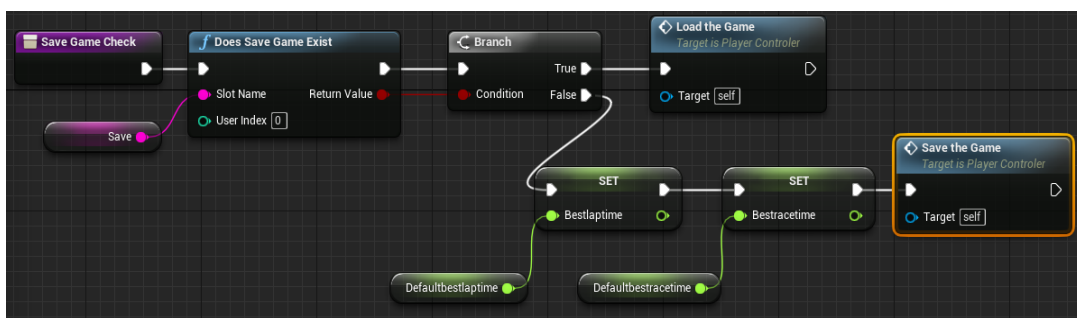 Save Game Check
f Does Save Game Exist
Slot Name
Return Value
User Index 0
Save
Branch
True
Condition
False
Load the Game
Target is Player Controler
Target self
SET
Bestlaptime
Defaultbestlaptime
SET
Bestracetime
Defaultbestracetime
Save the Game
Target is Player Controler
Target self